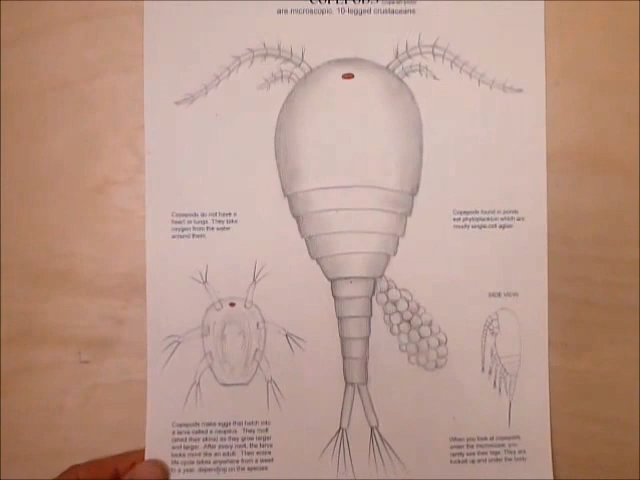 COPEPODS
are microscopic, 10-legged crustaceans
Copepods do not have a
heart or lungs. They take
oxygen from the water
around them.
Copepods found in ponds
eat phytoplankton which are
mostly single-cell algae.
SIDE VIEW
Copepods make eggs that hatch into
a larva called a nauplius. They molt
(shed their skins) as they grow larger
and larger. After every molt, the larva
looks more like an adult. Their entire
life cycle takes anywhere from a week
to a year, depending on the species.
When you look at copepods
under the microscope you
rarely see their legs. They are
tucked up and under the body.